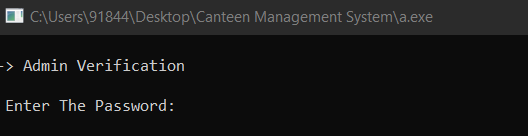 C:\Users\91844\Desktop\Canteen Management System\a.exe
-> Admin Verification
Enter The Password: